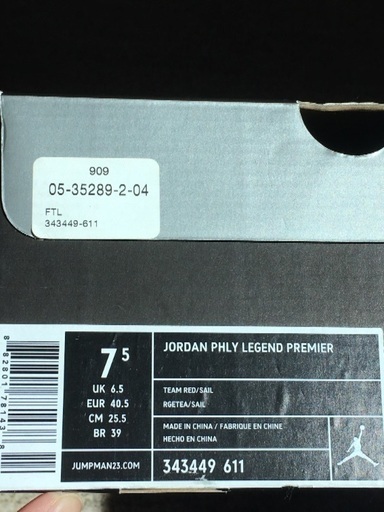 909
05-35289-2-04
FTL
343449-611
7.5
UK 6.5
EUR 40.5
CM 25.5
BR 39
JUMPMAN23.COM
JORDAN PHLY LEGEND PREMIER
TEAM RED/SAIL
RGETEA/SAIL
MADE IN CHINA / FABRIQUE EN CHINE
HECHO EN CHINA
343449 611